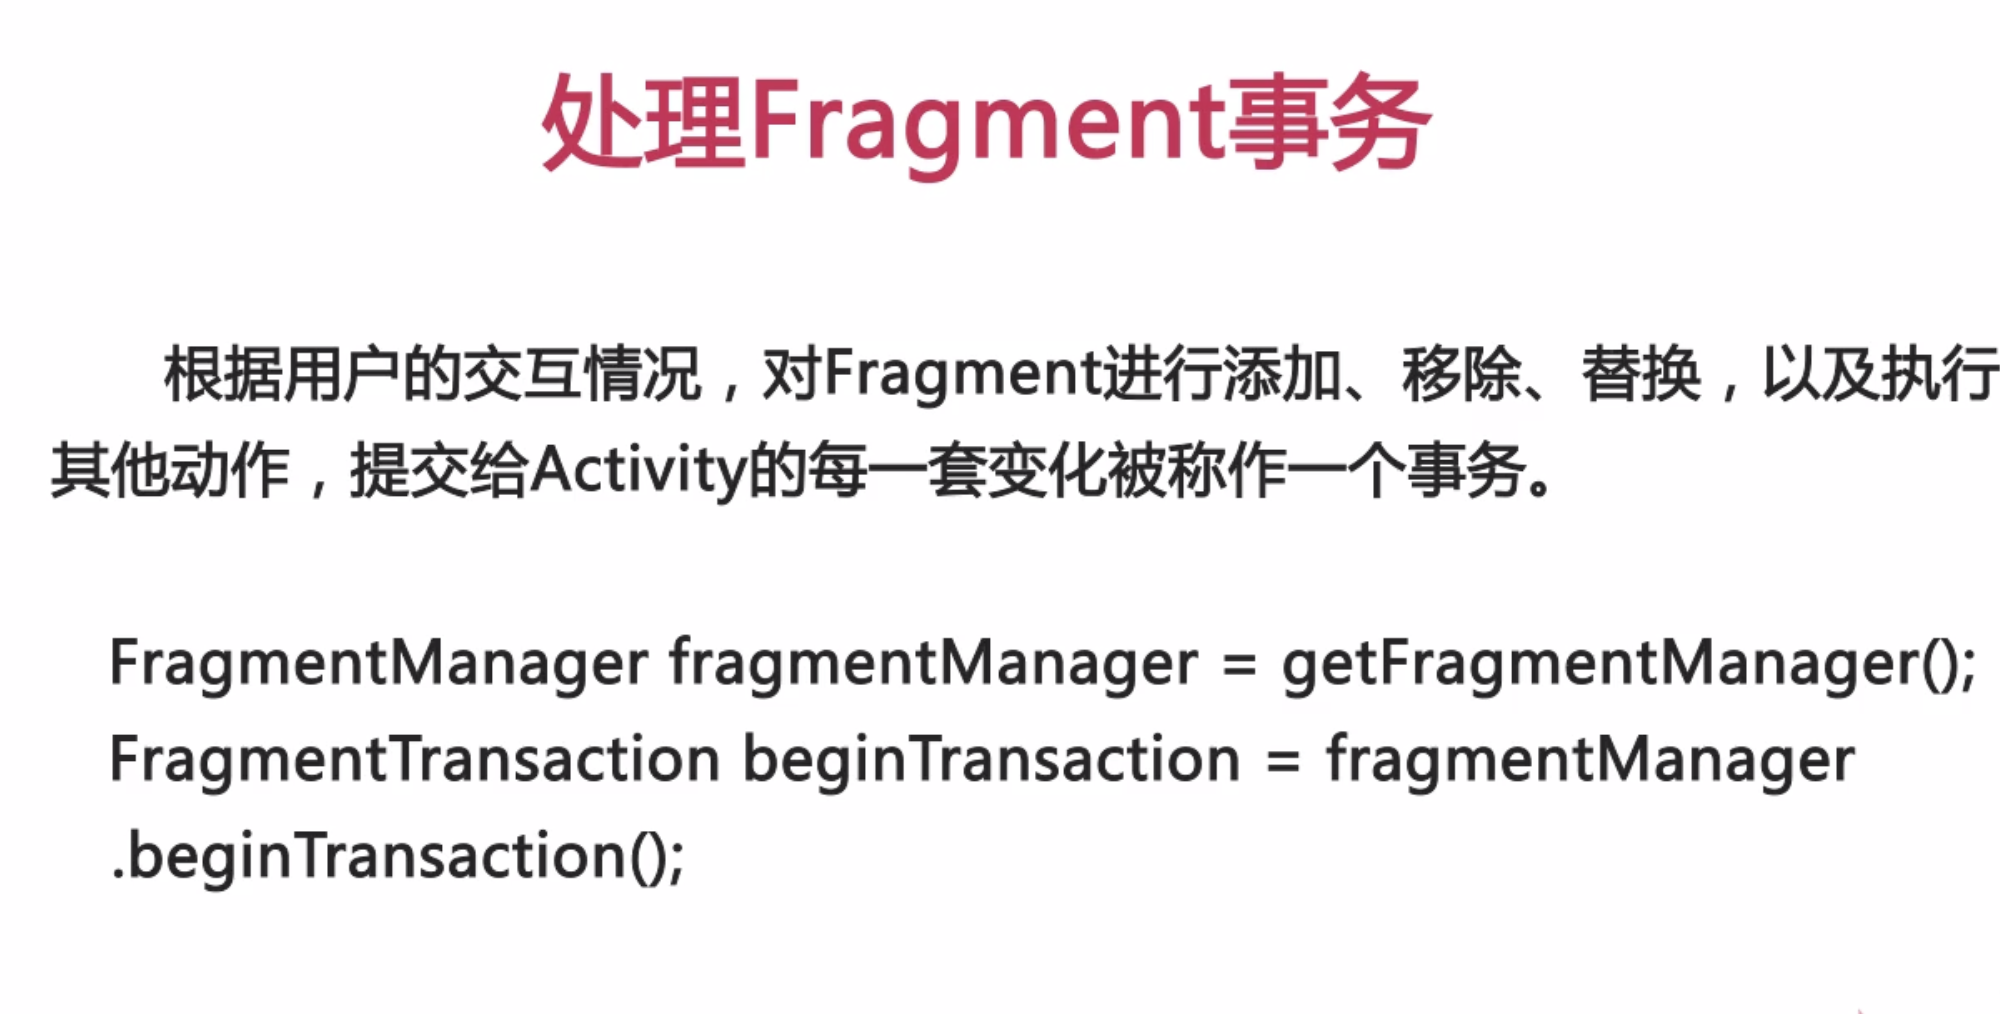 处理Fragment事务
根据用户的交互情况，对Fragment进行添加、移除、替换，以及执行
其他动作，提交给Activity的每一套变化被称作一个事务。
FragmentManager fragmentManager = getFragmentManager();
FragmentTransaction beginTransaction = fragmentManager
.beginTransaction();